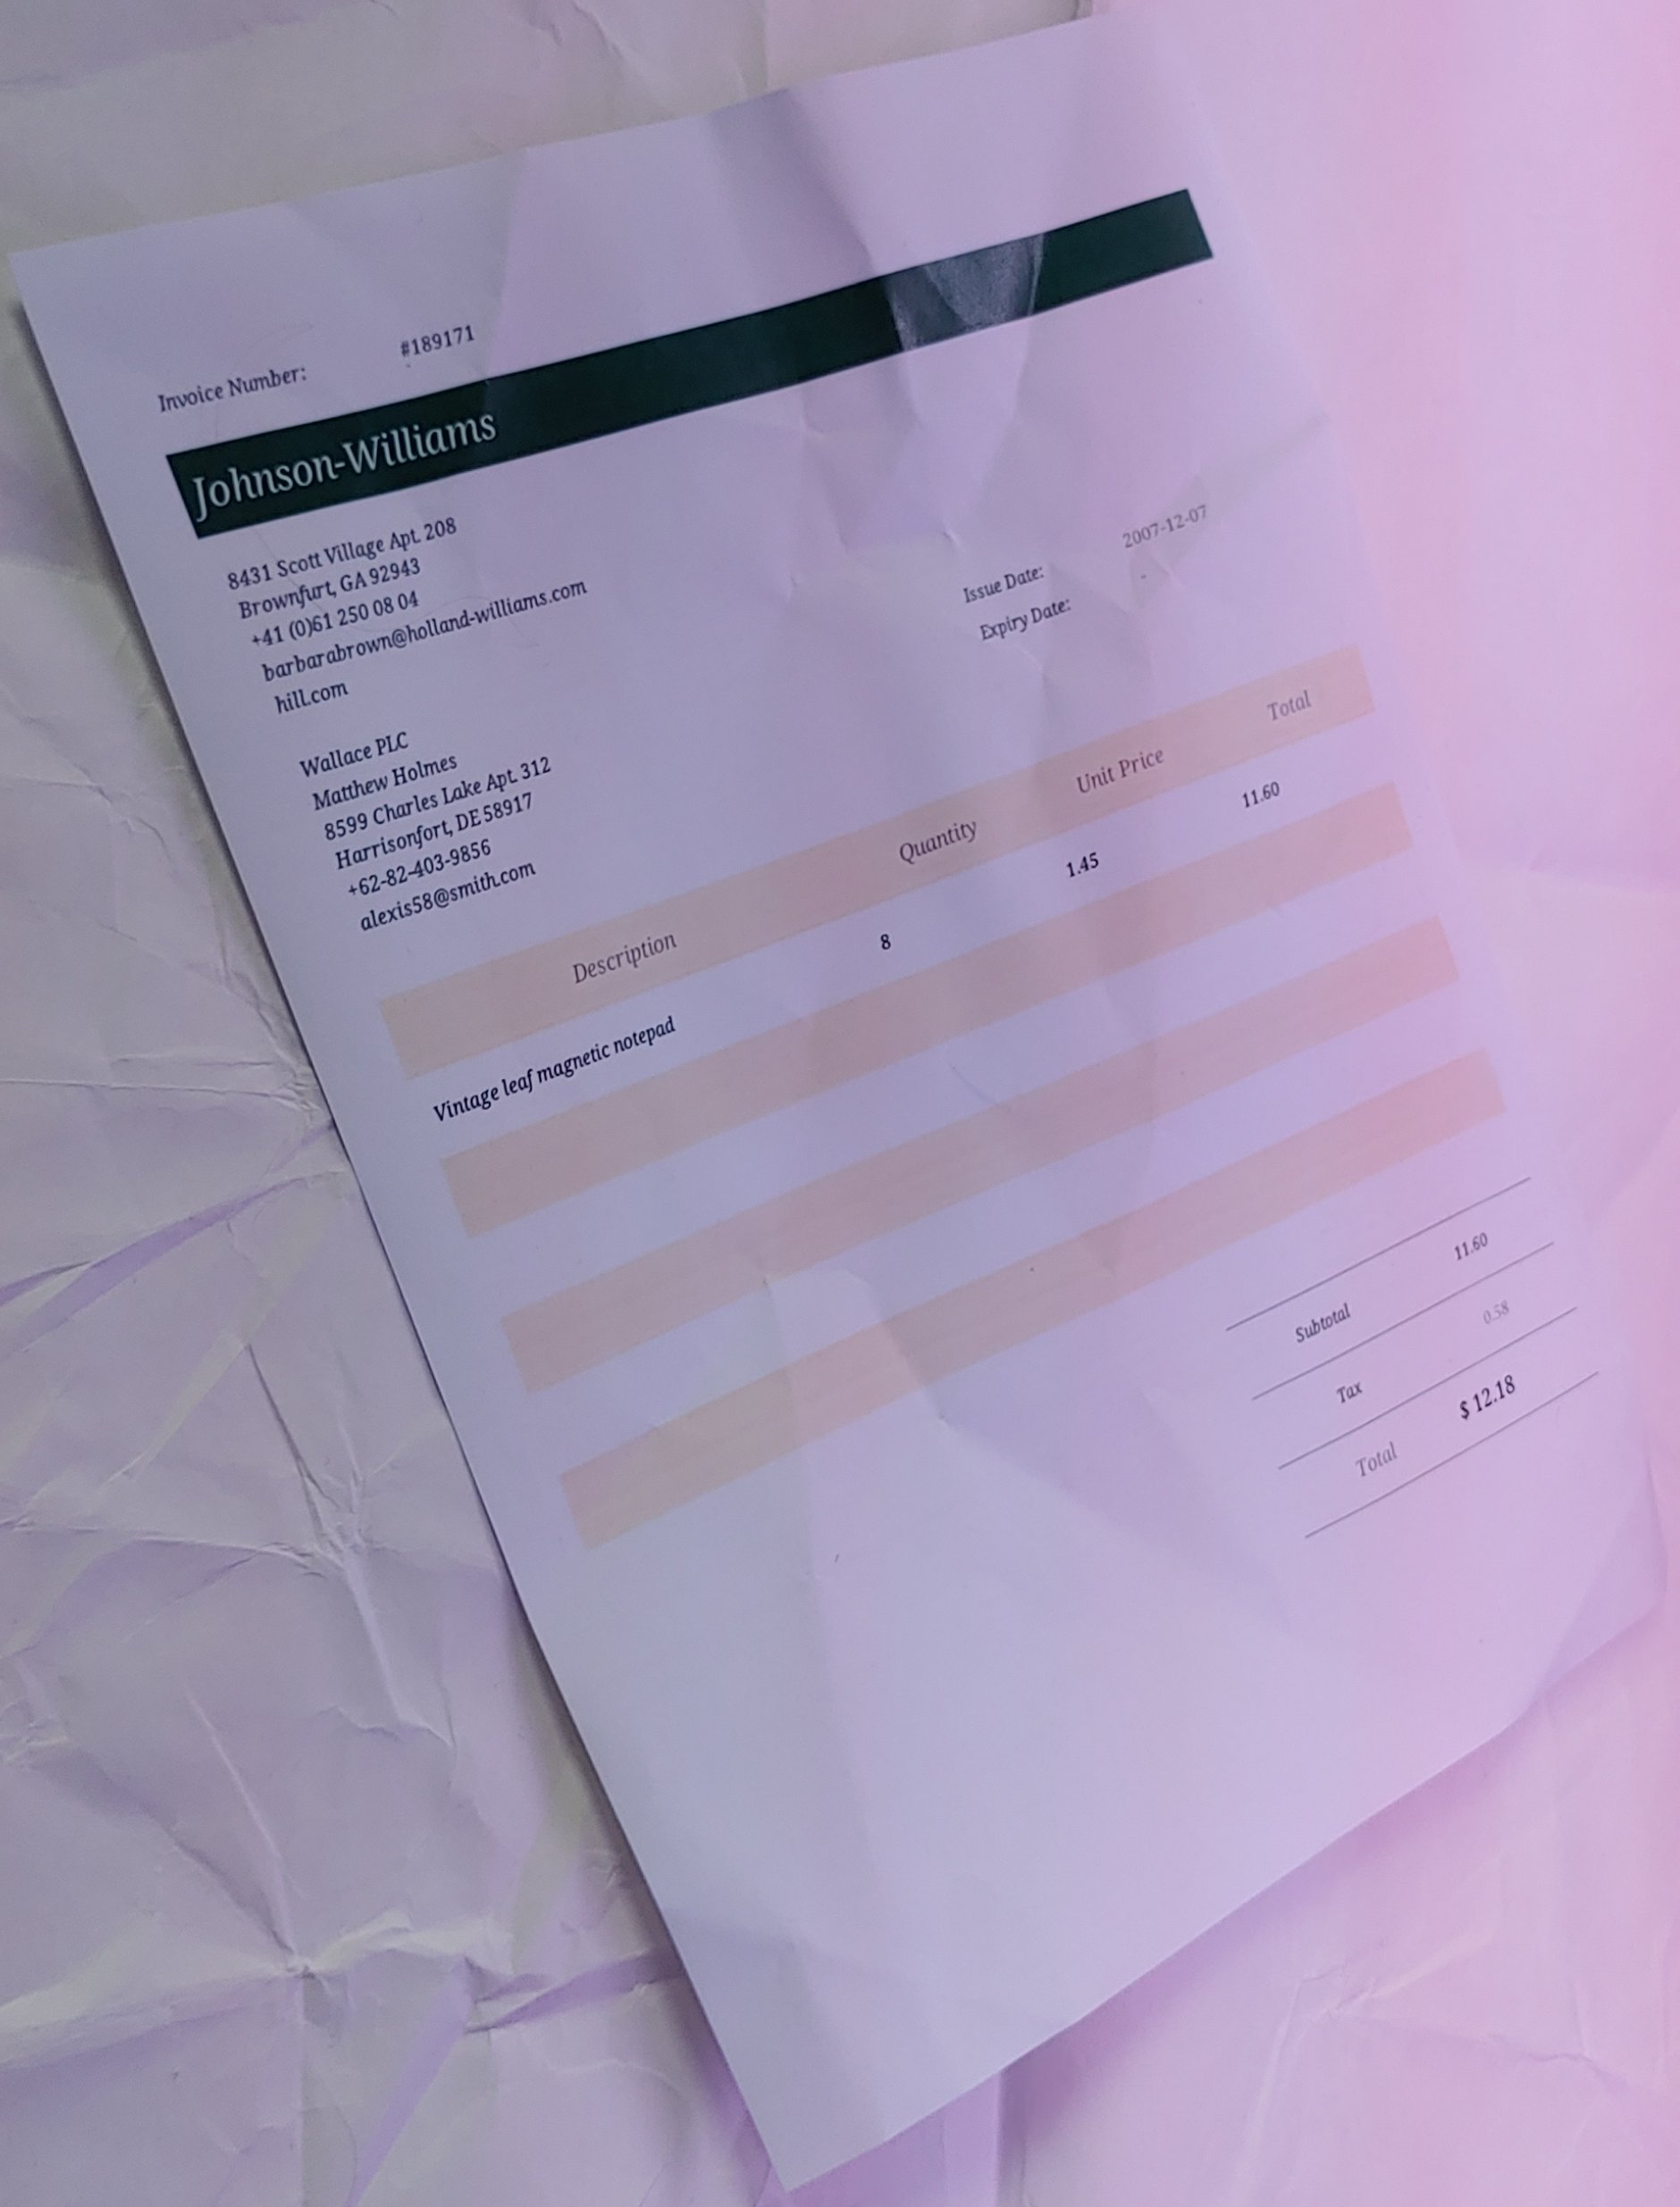 Invoice Number: #189171
Johnson-Williams
8431 Scott Village Apt. 208
Brownfurt, GA 92943
+41 (0)61 250 08 04
barbarabrown@holland-williams.com
hill.com
Issue Date: 2007-12-07
Expiry Date: -
Wallace PLC
Matthew Holmes
8599 Charles Lake Apt. 312
Harrisonfort, DE 58917
+62-82-403-9856
alexis58@smith.com
Description Quantity Unit Price Total
Vintage leaf magnetic notepad 8 1.45 11.60
Subtotal 11.60
Tax 0.58
Total $ 12.18